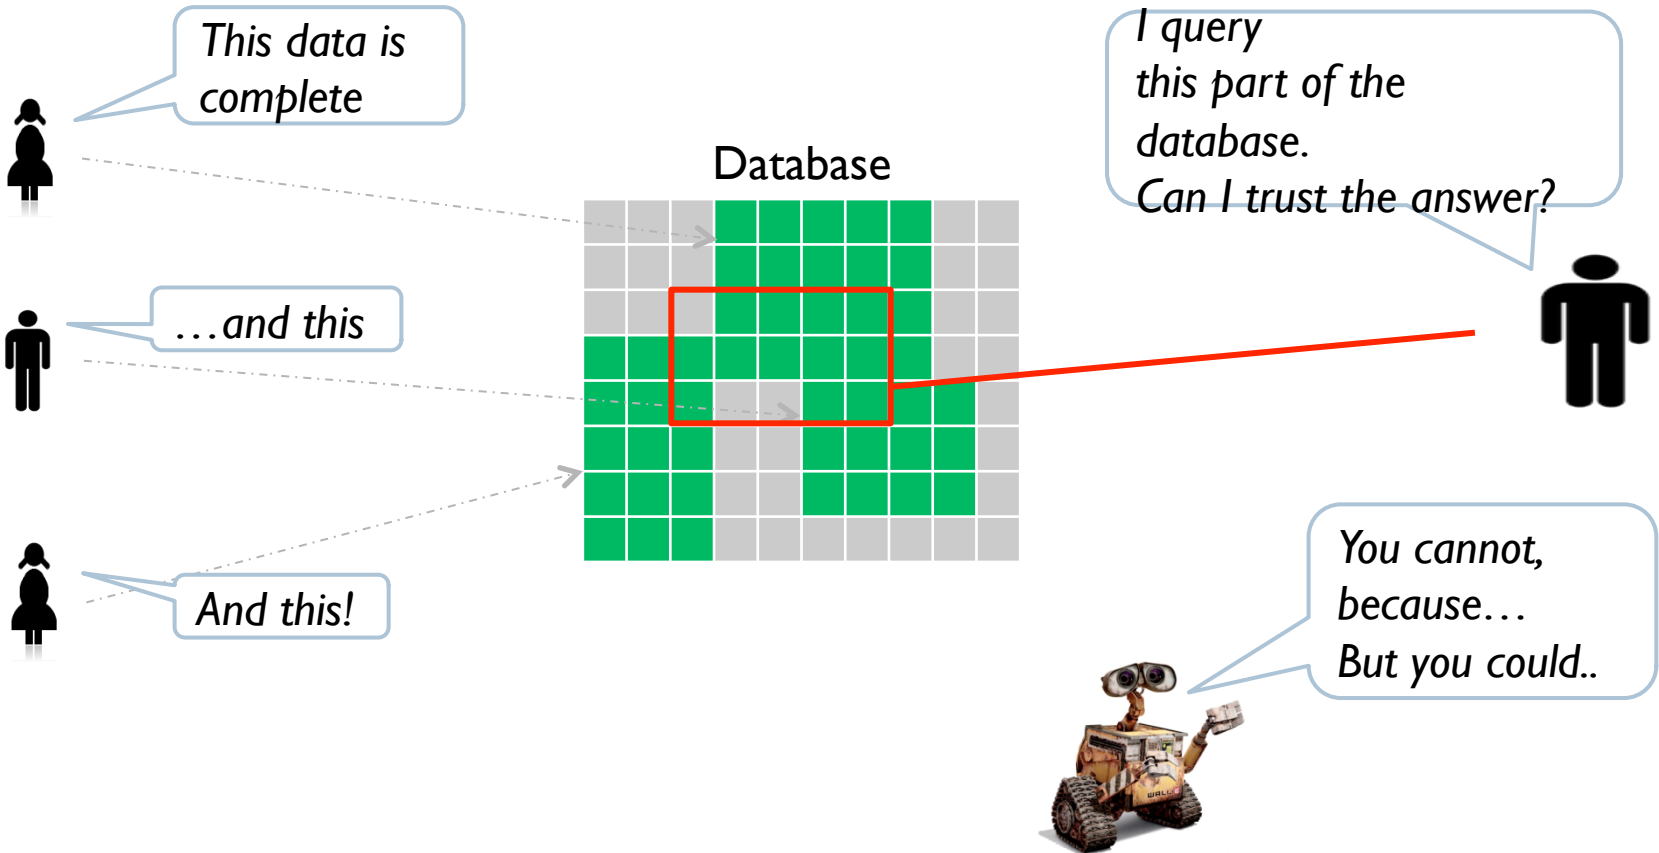 This data is
complete
I query
this part of the
database.
Can I trust the answer?
Database
…and this
And this!
You cannot,
because…
But you could..
WALL·E